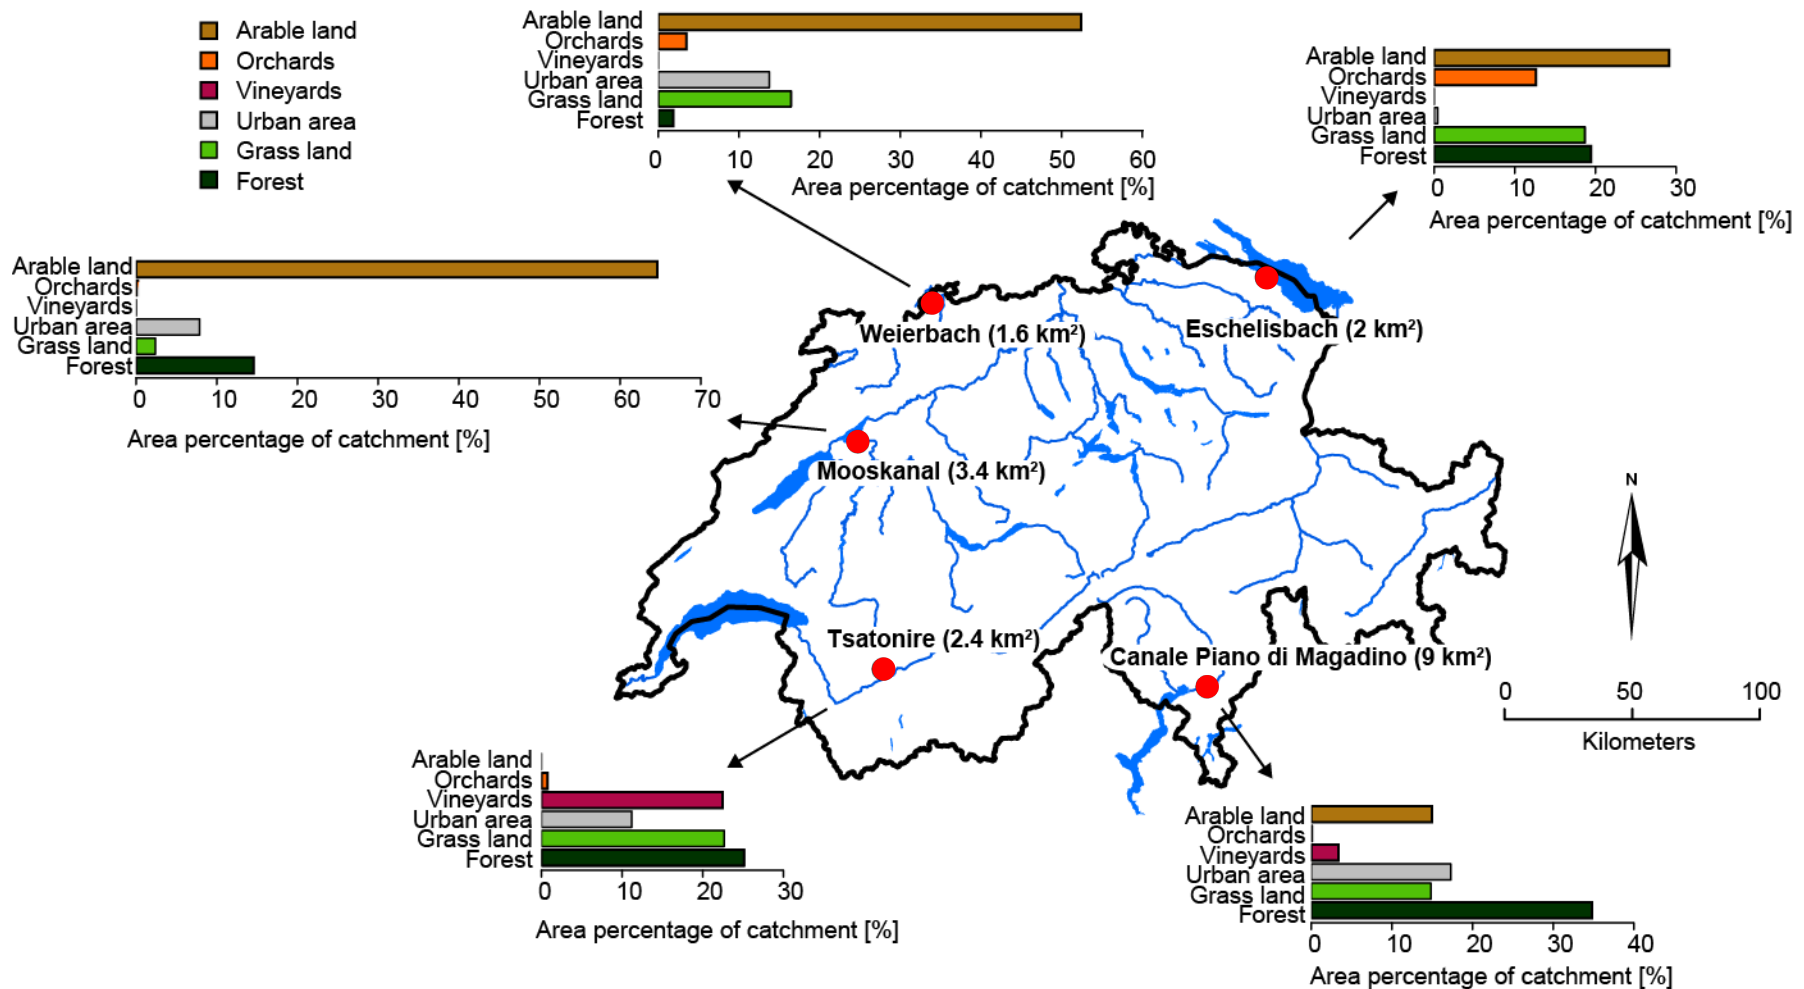 Arable land
Orchards
Vineyards
Urban area
Grass land
Forest
Arable land
Orchards
Vineyards
Urban area
Grass land
Forest
0 10 20 30 40 50 60
Area percentage of catchment [%]
Arable land
Orchards
Vineyards
Urban area
Grass land
Forest
0 10 20 30
Area percentage of catchment [%]
Arable land
Orchards
Vineyards
Urban area
Grass land
Forest
0 10 20 30 40 50 60 70
Area percentage of catchment [%]
Weierbach (1.6 km²)
Eschelisbach (2 km²)
Mooskanal (3.4 km²)
Tsatonire (2.4 km²)
Canale Piano di Magadino (9 km²)
N
0 50 100
Kilometers
Arable land
Orchards
Vineyards
Urban area
Grass land
Forest
0 10 20 30
Area percentage of catchment [%]
Arable land
Orchards
Vineyards
Urban area
Grass land
Forest
0 10 20 30 40
Area percentage of catchment [%]